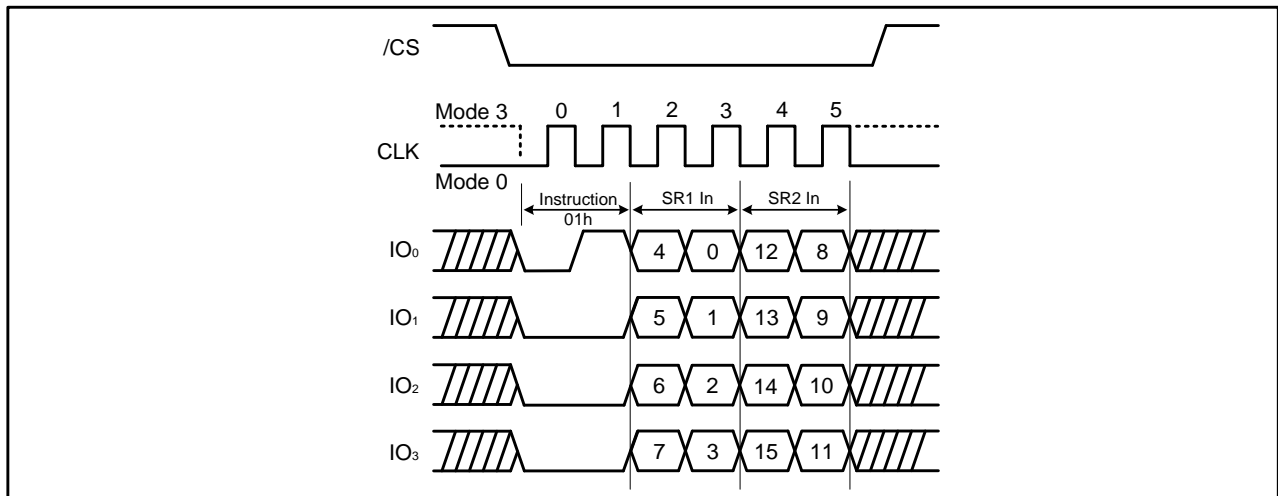 /CS
Mode 3 0 1 2 3 4 5
CLK
Mode 0
Instruction SR1 In SR2 In
01h
IO₀ 4 0 12 8
IO₁ 5 1 13 9
IO₂ 6 2 14 10
IO₃ 7 3 15 11